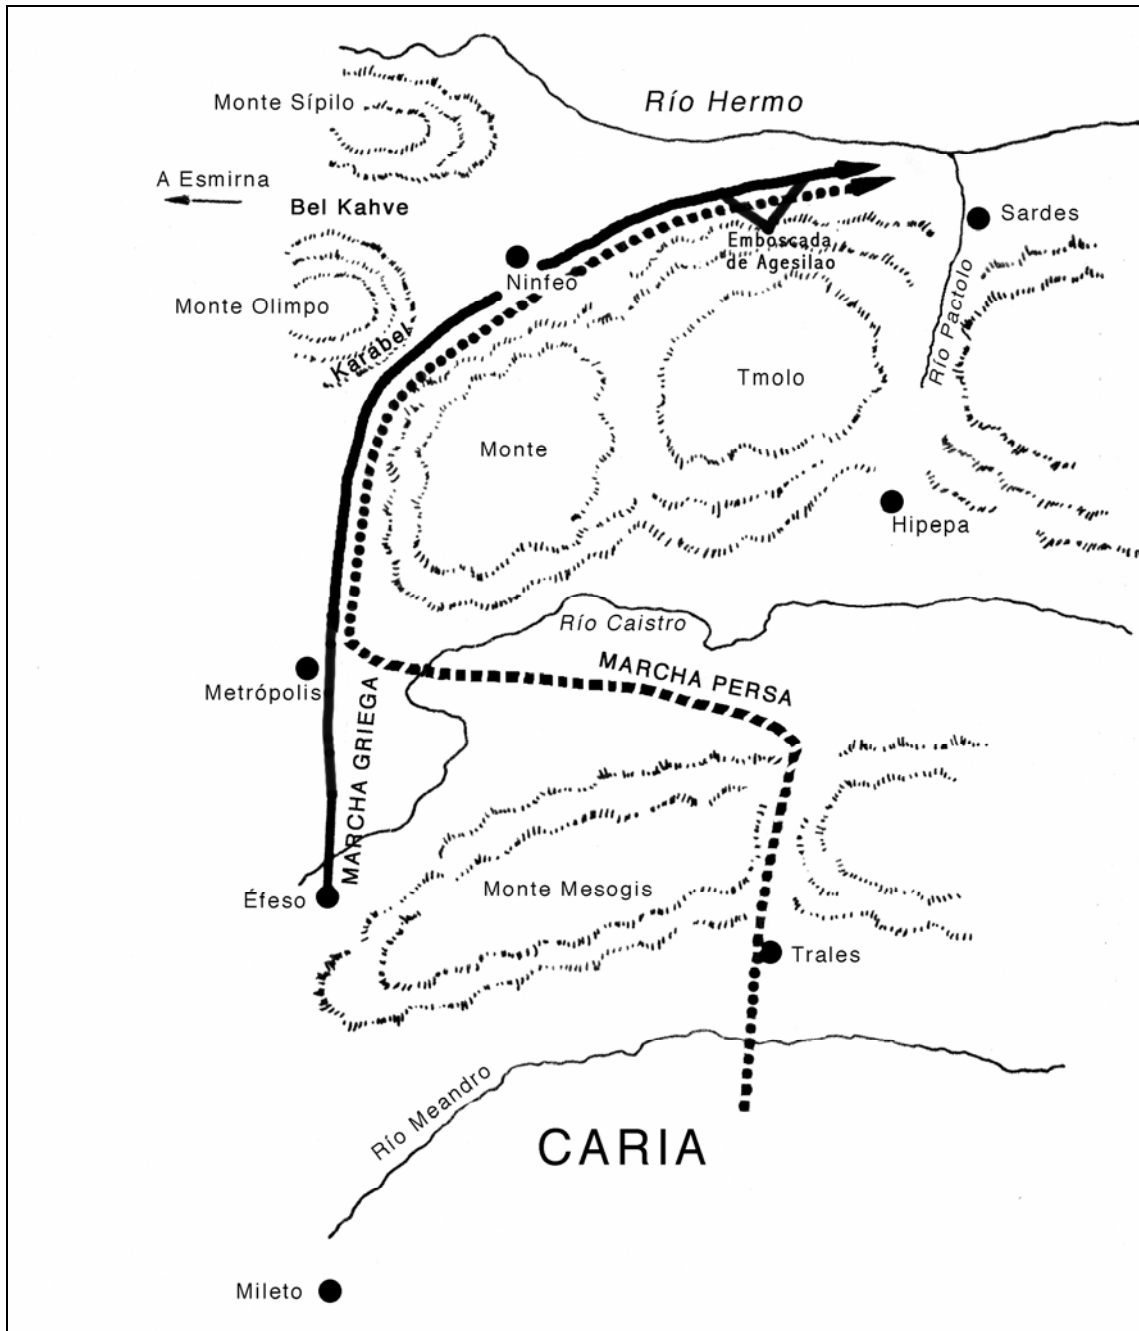 Monte Sípilo
Río Hermo
A Esmirna
Bel Kahve
Sardes
Emboscada
de Agesilao
Ninfeo
Monte Olimpo
Karabel
Río Pactolo
Tmolo
Monte
Hipepa
Río Caistro
MARCHA PERSA
Metrópolis
MARCHA GRIEGA
Monte Mesogis
Éfeso
Trales
Río Meandro
CARIA
Mileto